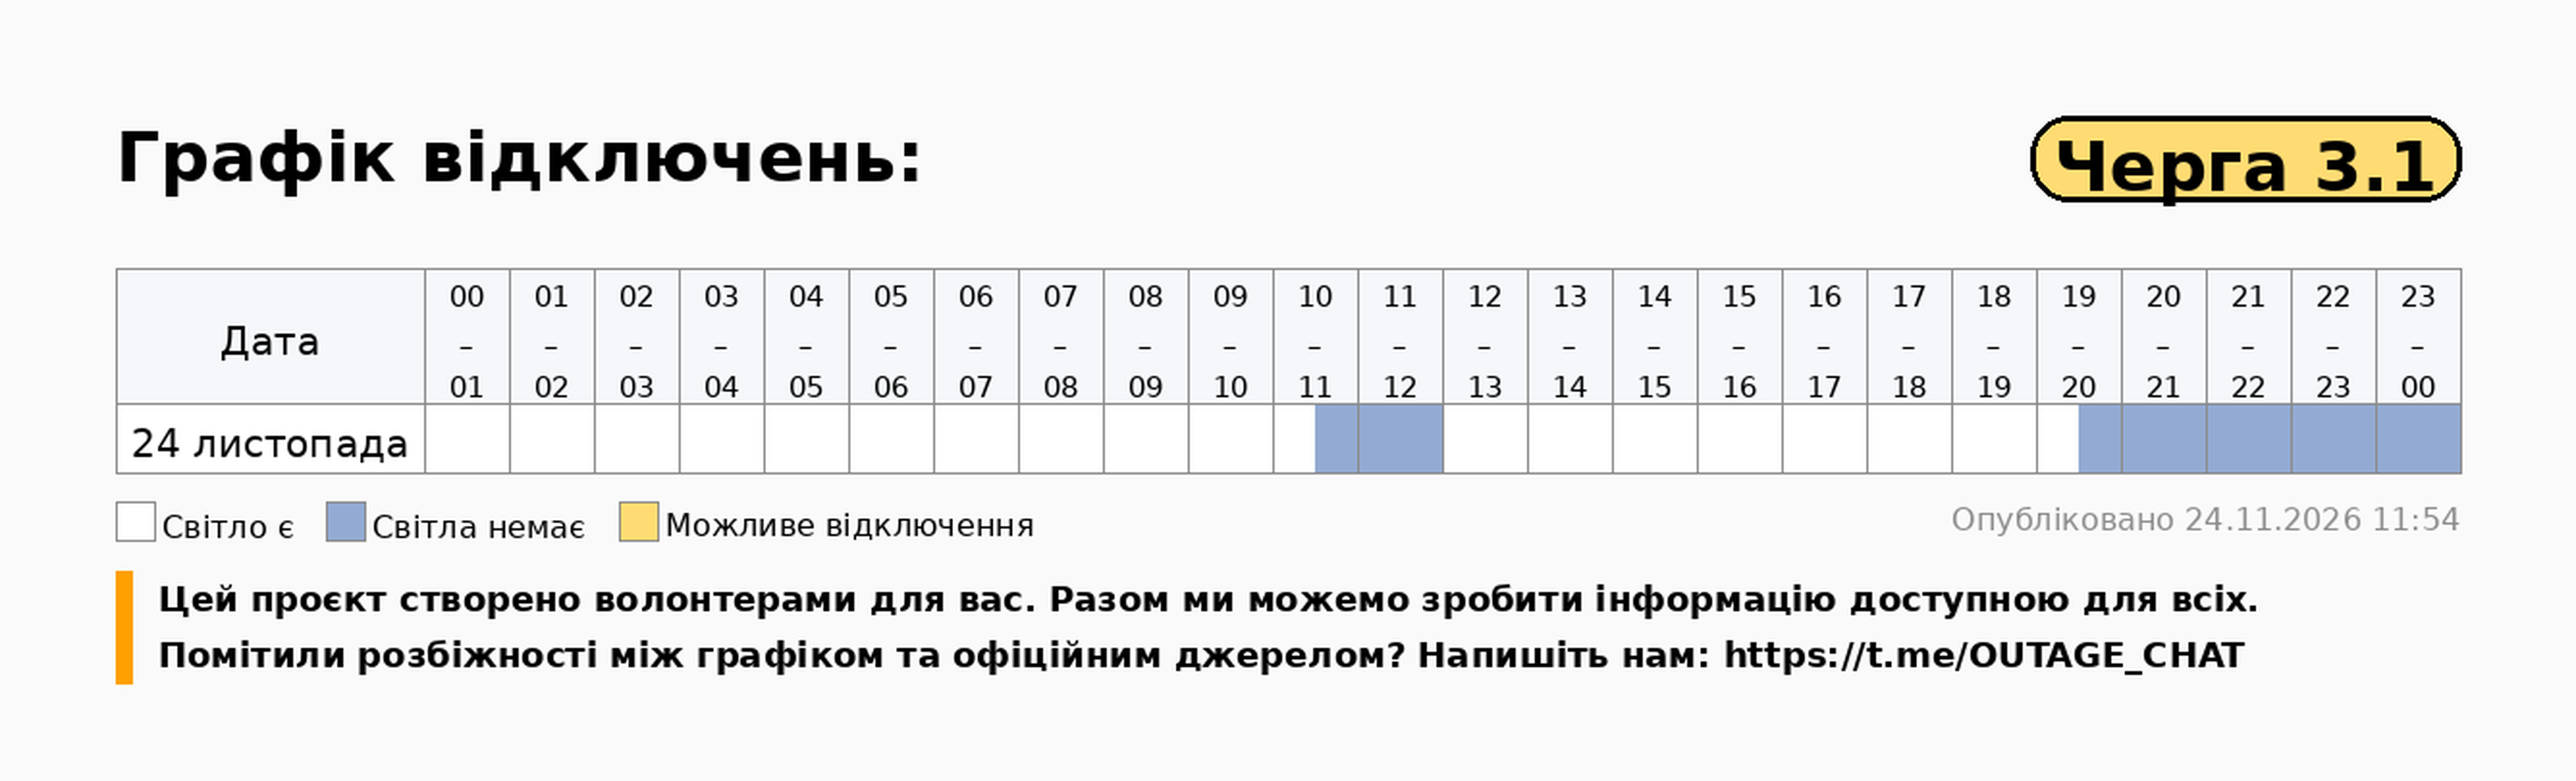 Графік відключень:
Черга 3.1
Дата 00 – 01 01 – 02 02 – 03 03 – 04 04 – 05 05 – 06 06 – 07 07 – 08 08 – 09 09 – 10 10 – 11 11 – 12 12 – 13 13 – 14 14 – 15 15 – 16 16 – 17 17 – 18 18 – 19 19 – 20 20 – 21 21 – 22 22 – 23 23 – 00
24 листопада
Світло є Світла немає Можливе відключення
Опубліковано 24.11.2026 11:54
Цей проєкт створено волонтерами для вас. Разом ми можемо зробити інформацію доступною для всіх.
Помітили розбіжності між графіком та офіційним джерелом? Напишіть нам: https://t.me/OUTAGE_CHAT